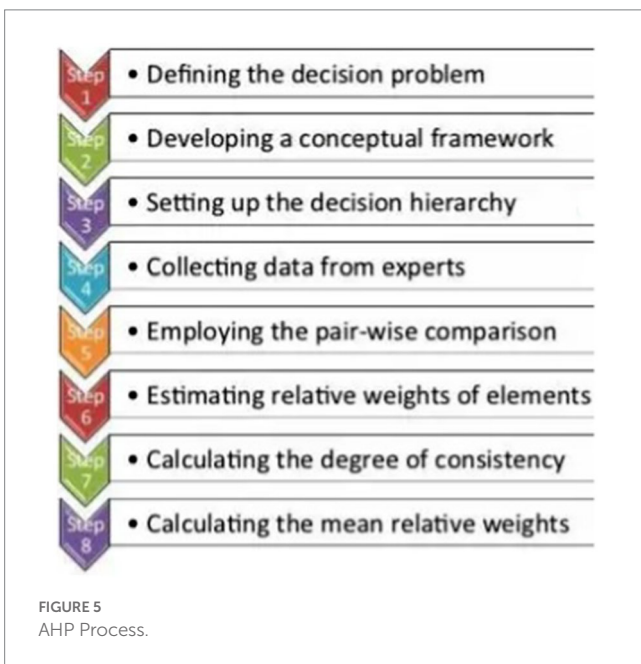 Step 1 • Defining the decision problem
Step 2 • Developing a conceptual framework
Step 3 • Setting up the decision hierarchy
Step 4 • Collecting data from experts
Step 5 • Employing the pair-wise comparison
Step 6 • Estimating relative weights of elements
Step 7 • Calculating the degree of consistency
Step 8 • Calculating the mean relative weights
FIGURE 5
AHP Process.